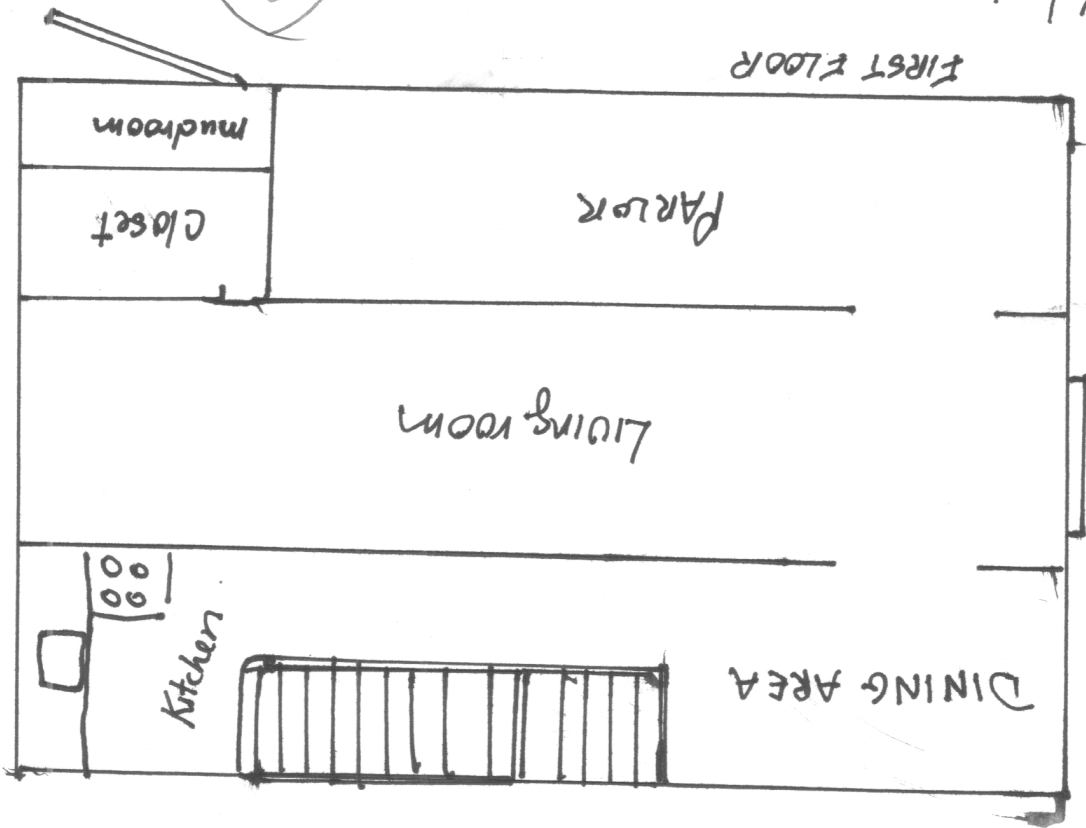 DINING AREA
Kitchen
Living room
PARLOR
Closet
mudroom
FIRST FLOOR